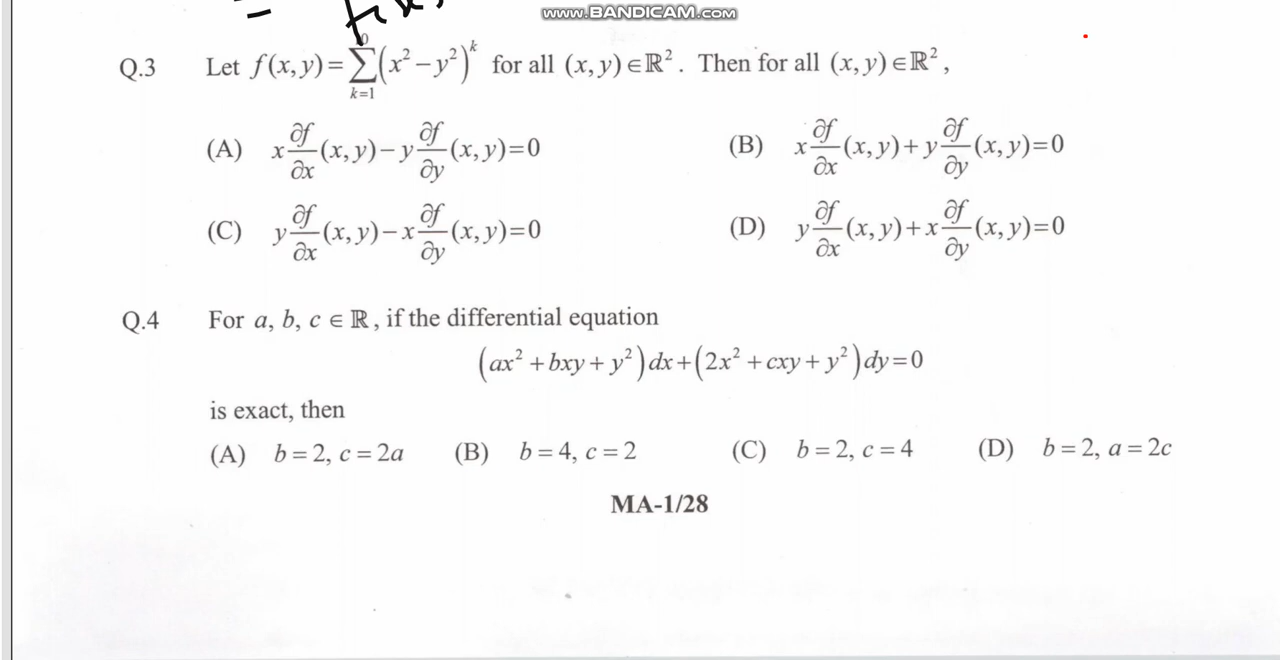 www.BANDICAM.com
Q.3 Let f(x,y)=∑_{k=1}^{10}(x²−y²)^k for all (x,y)∈ℝ². Then for all (x,y)∈ℝ²,
(A) x ∂f/∂x (x,y)−y ∂f/∂y (x,y)=0 (B) x ∂f/∂x (x,y)+y ∂f/∂y (x,y)=0
(C) y ∂f/∂x (x,y)−x ∂f/∂y (x,y)=0 (D) y ∂f/∂x (x,y)+x ∂f/∂y (x,y)=0
Q.4 For a, b, c ∈ ℝ, if the differential equation
(ax²+bxy+y²)dx+(2x²+cxy+y²)dy=0
is exact, then
(A) b=2, c=2a (B) b=4, c=2 (C) b=2, c=4 (D) b=2, a=2c
MA-1/28